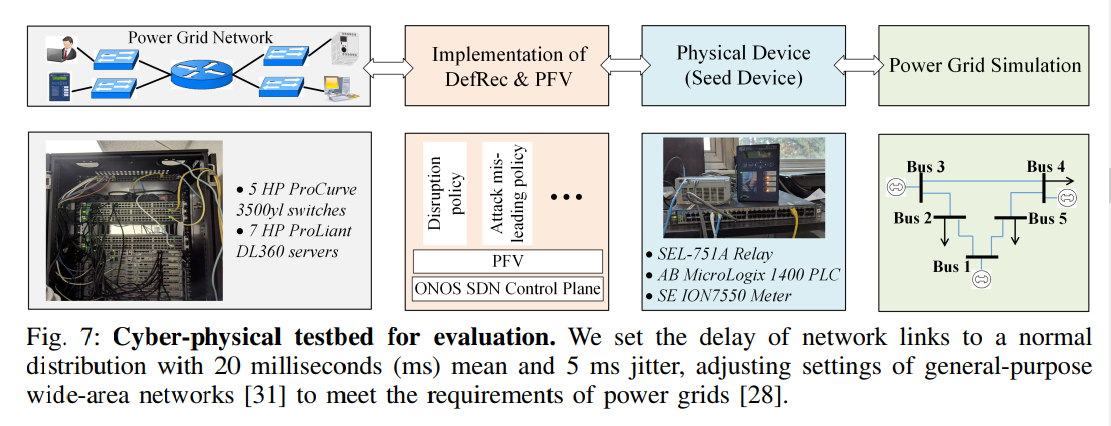 Power Grid Network
Implementation of
DefRec & PFV
Physical Device
(Seed Device)
Power Grid Simulation
• 5 HP ProCurve
3500yl switches
• 7 HP ProLiant
DL360 servers
Disruption
policy
Attack mis-
leading policy
•••
PFV
ONOS SDN Control Plane
• SEL-751A Relay
• AB MicroLogix 1400 PLC
• SE ION7550 Meter
Bus 3
Bus 4
Bus 2
Bus 5
Bus 1
Fig. 7: Cyber-physical testbed for evaluation. We set the delay of network links to a normal
distribution with 20 milliseconds (ms) mean and 5 ms jitter, adjusting settings of general-purpose
wide-area networks [31] to meet the requirements of power grids [28].